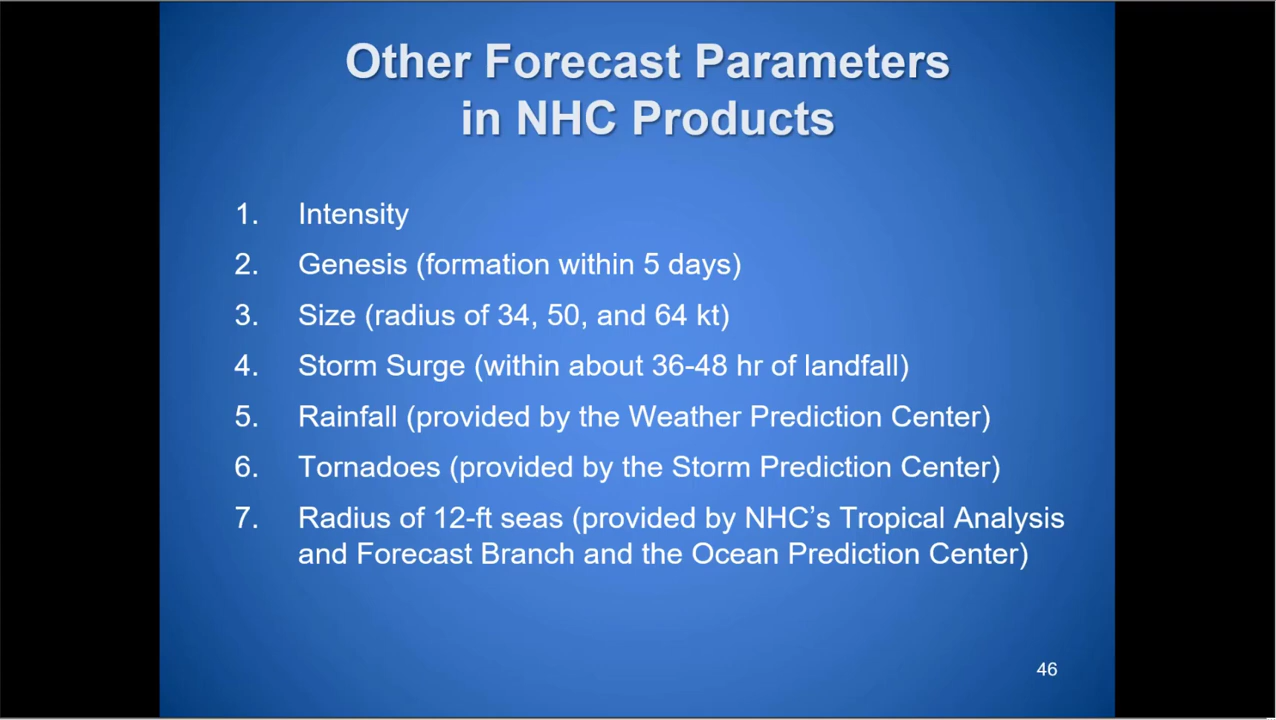 Other Forecast Parameters
in NHC Products
1. Intensity
2. Genesis (formation within 5 days)
3. Size (radius of 34, 50, and 64 kt)
4. Storm Surge (within about 36-48 hr of landfall)
5. Rainfall (provided by the Weather Prediction Center)
6. Tornadoes (provided by the Storm Prediction Center)
7. Radius of 12-ft seas (provided by NHC’s Tropical Analysis
and Forecast Branch and the Ocean Prediction Center)
46